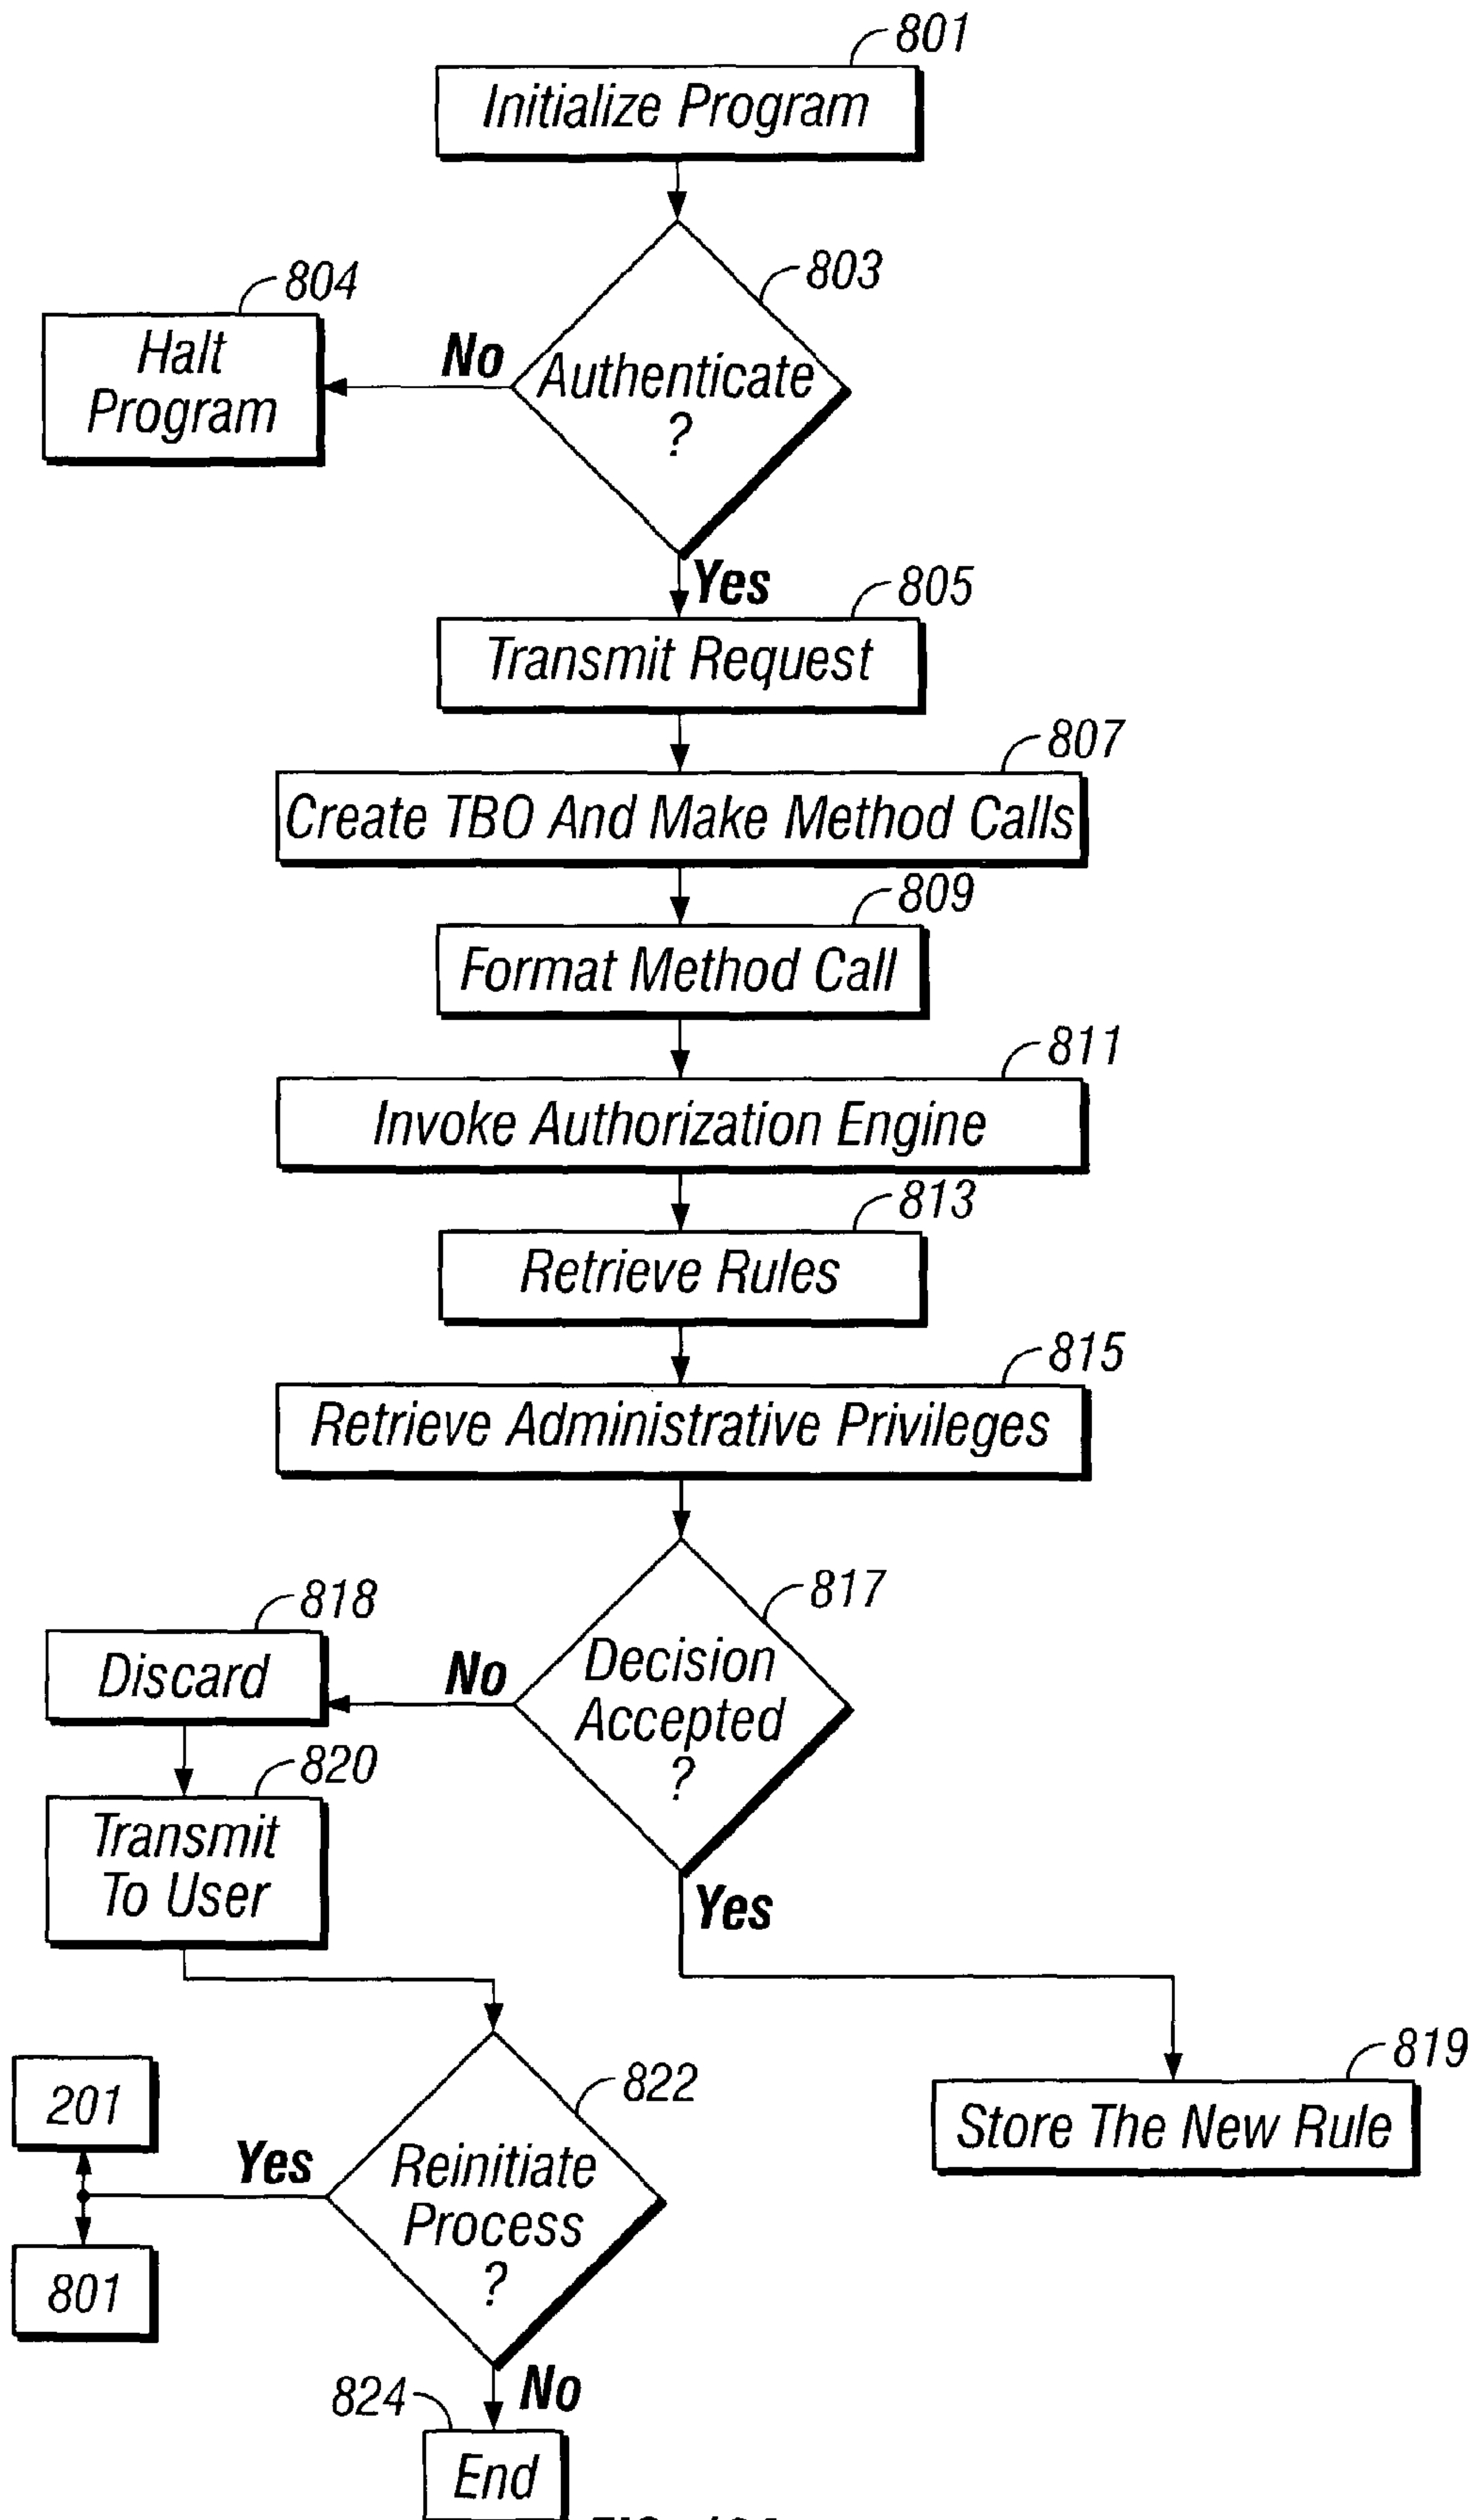 801
Initialize Program
803
804
Halt
Program
No
Authenticate
?
Yes
805
Transmit Request
807
Create TBO And Make Method Calls
809
Format Method Call
811
Invoke Authorization Engine
813
Retrieve Rules
815
Retrieve Administrative Privileges
817
818
Discard
No
Decision
Accepted
?
820
Transmit
To User
Yes
822
819
201
Store The New Rule
Yes
Reinitiate
Process
?
801
824
No
End